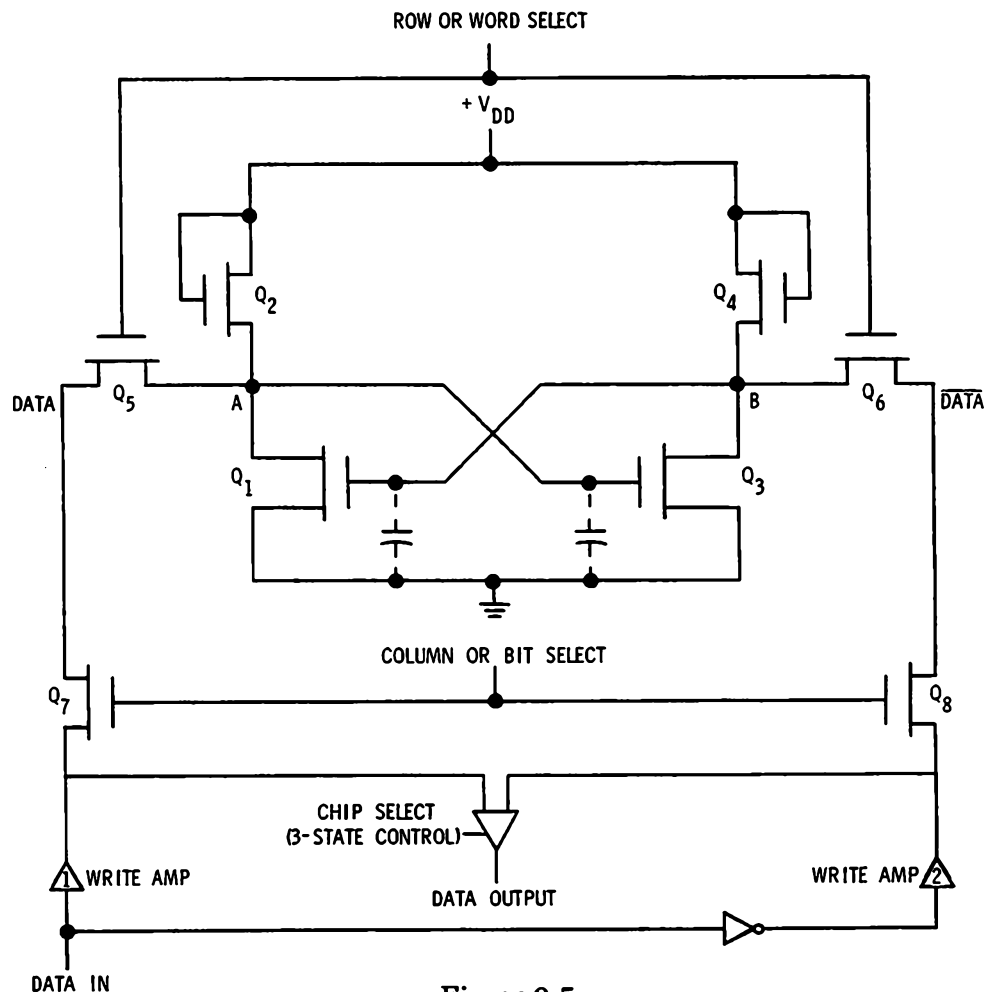 ROW OR WORD SELECT
+ V DD
Q2
Q4
Q5
Q6
DATA
A
B
DATA
Q1
Q3
COLUMN OR BIT SELECT
Q7
Q8
CHIP SELECT
(3-STATE CONTROL)
1 WRITE AMP
WRITE AMP 2
DATA OUTPUT
DATA IN